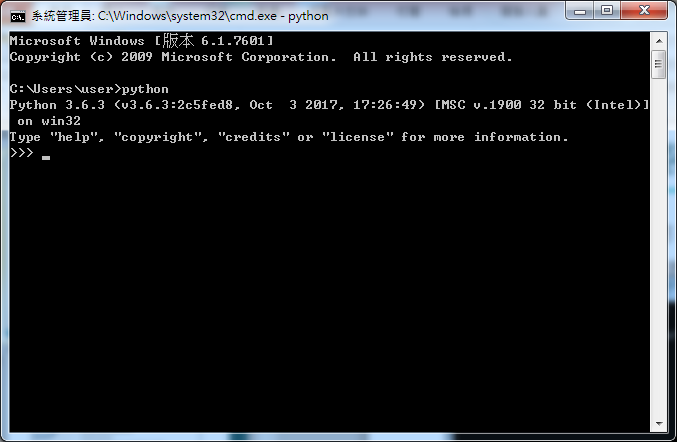 系統管理員: C:\Windows\system32\cmd.exe - python
Microsoft Windows [版本 6.1.7601]
Copyright (c) 2009 Microsoft Corporation.  All rights reserved.
C:\Users\user>python
Python 3.6.3 (v3.6.3:2c5fed8, Oct  3 2017, 17:26:49) [MSC v.1900 32 bit (Intel)]
 on win32
Type "help", "copyright", "credits" or "license" for more information.
>>> _